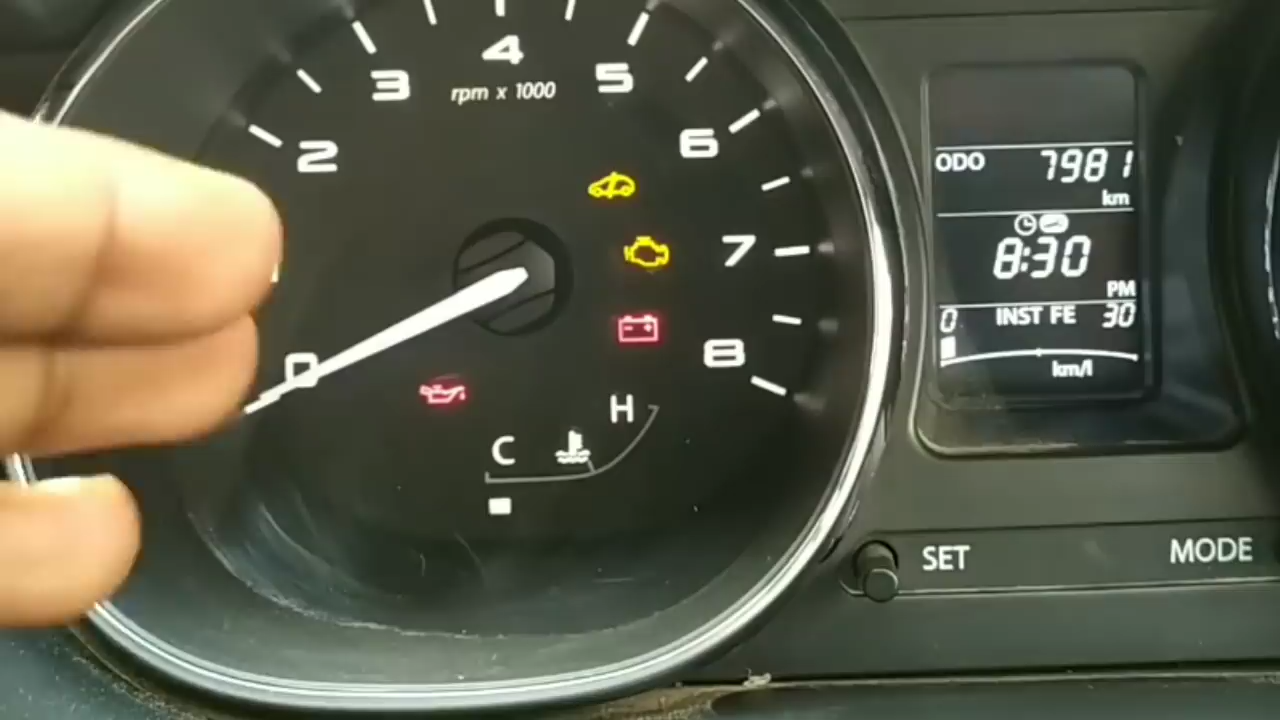 4
3
5
rpm x 1000
2
6
7
8
0
H
C
ODO 7981
km
8:30
PM
0 INST FE 30
km/l
SET
MODE